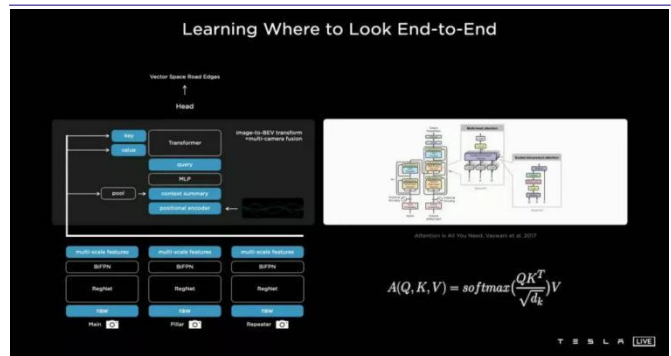 Learning Where to Look End-to-End
Vector Space Road Edges
Head
key
value
Transformer
image-to-BEV transform
+multi-camera fusion
query
MLP
pool
context summary
positional encoder
multi-scale features
multi-scale features
multi-scale features
BiFPN
BiFPN
BiFPN
RegNet
RegNet
RegNet
raw
raw
raw
Main
Pillar
Repeater
Attention is All You Need, Vaswani et al. 2017
A(Q, K, V) = softmax(QK^T/√d_k)V
TESLA LIVE